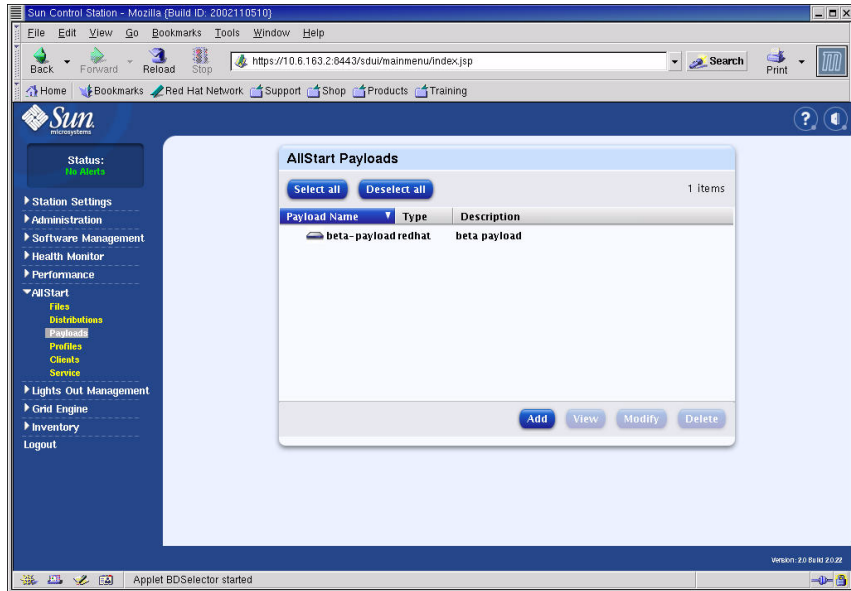 Sun Control Station - Mozilla {Build ID: 2002110510}
File Edit View Go Bookmarks Tools Window Help
Back Forward Reload Stop https://10.6.163.2:8443/sdui/mainmenu/index.jsp Search Print
Home Bookmarks Red Hat Network Support Shop Products Training
Sun
microsystems
?
Status:
No Alerts
Station Settings
Administration
Software Management
Health Monitor
Performance
AllStart
Files
Distributions
Payloads
Profiles
Clients
Service
Lights Out Management
Grid Engine
Inventory
Logout
AllStart Payloads
Select all Deselect all 1 items
Payload Name Type Description
beta-payload redhat beta payload
Add View Modify Delete
Version: 2.0 Build 2.0.22
Applet BDSelector started